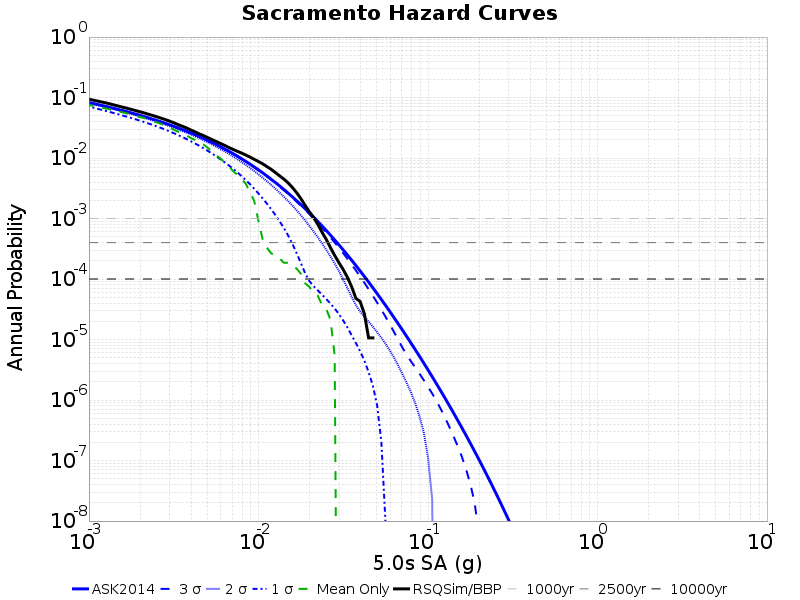 Sacramento Hazard Curves
10^0
10^-1
10^-2
10^-3
10^-4
10^-5
10^-6
10^-7
10^-8
Annual Probability
10^-3 10^-2 10^-1 10^0 10^1
5.0s SA (g)
ASK2014 3 σ 2 σ 1 σ Mean Only RSQSim/BBP 1000yr 2500yr 10000yr